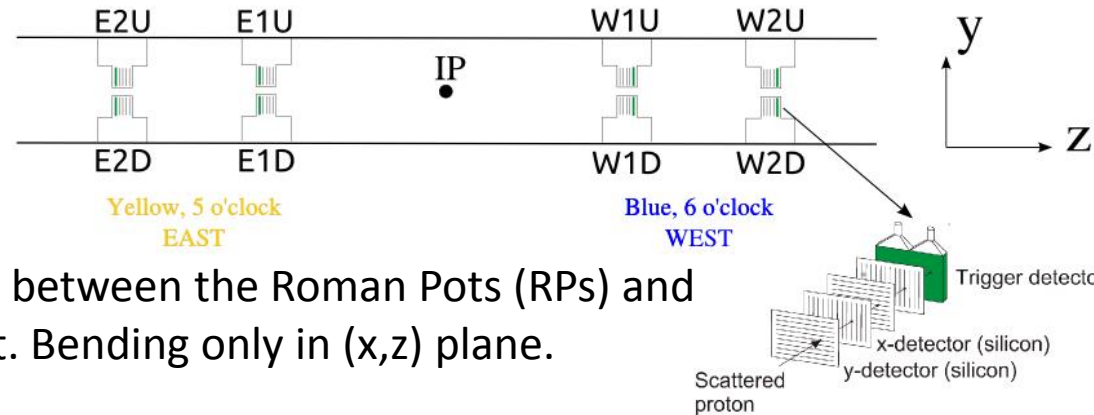 E2U E1U W1U W2U
y
IP
z
E2D E1D W1D W2D
Yellow, 5 o'clock
EAST
Blue, 6 o'clock
WEST
between the Roman Pots (RPs) and
Trigger detecto
t. Bending only in (x,z) plane.
x-detector (silicon)
y-detector (silicon)
Scattered
proton